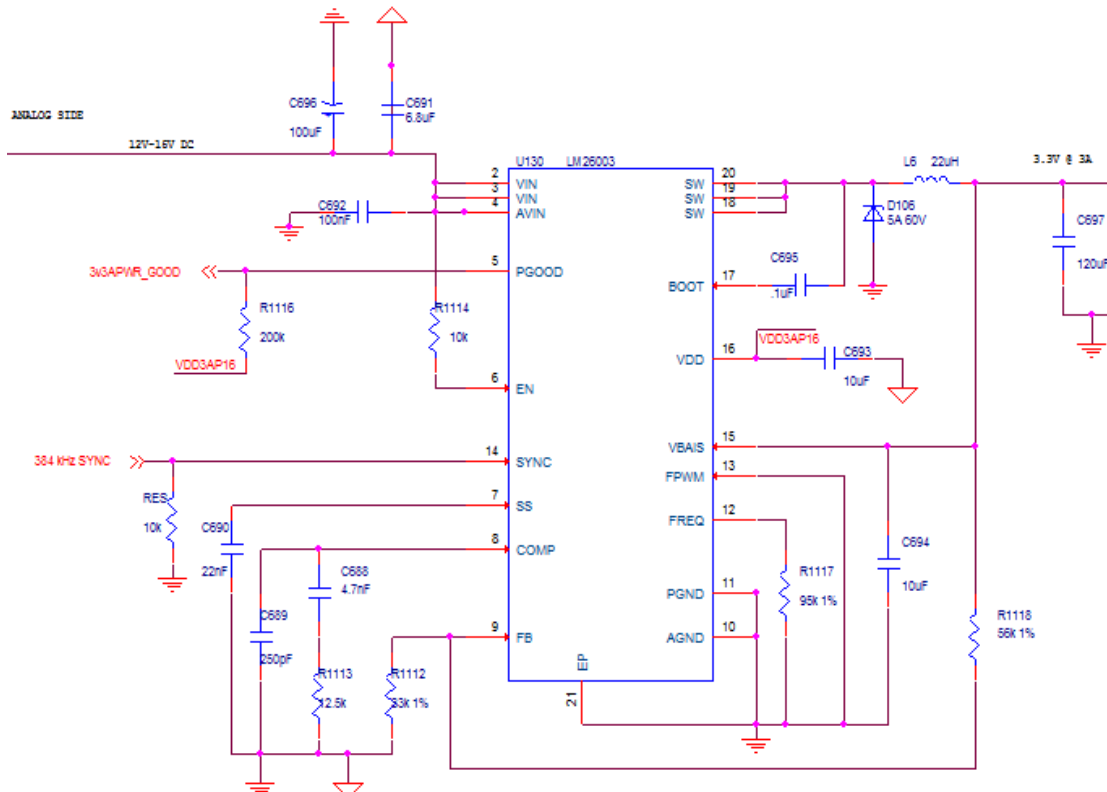 ANALOG SIDE
12V-16V DC
C696
100uF
C691
6.8uF
U130 LM26003
2 VIN
3 VIN
4 AVIN
C692
100nF
5 PGOOD
3v3APWR_GOOD
R1116
200k
VDD3AP16
R1114
10k
6 EN
384 kHz SYNC
14 SYNC
RES
10k
7 SS
C690
22nF
8 COMP
C688
4.7nF
C689
250pF
9 FB
R1113
12.5k
R1112
33k 1%
EP
21
SW 20
SW 19
SW 18
L6 22uH
3.3V @ 3A
D106
5A 60V
C697
120uF
BOOT 17
C695
.1uF
VDD 16
VDD3AP16
C693
10uF
VBAIS 15
FPWM 13
FREQ 12
C694
10uF
R1117
95k 1%
PGND 11
AGND 10
R1118
56k 1%